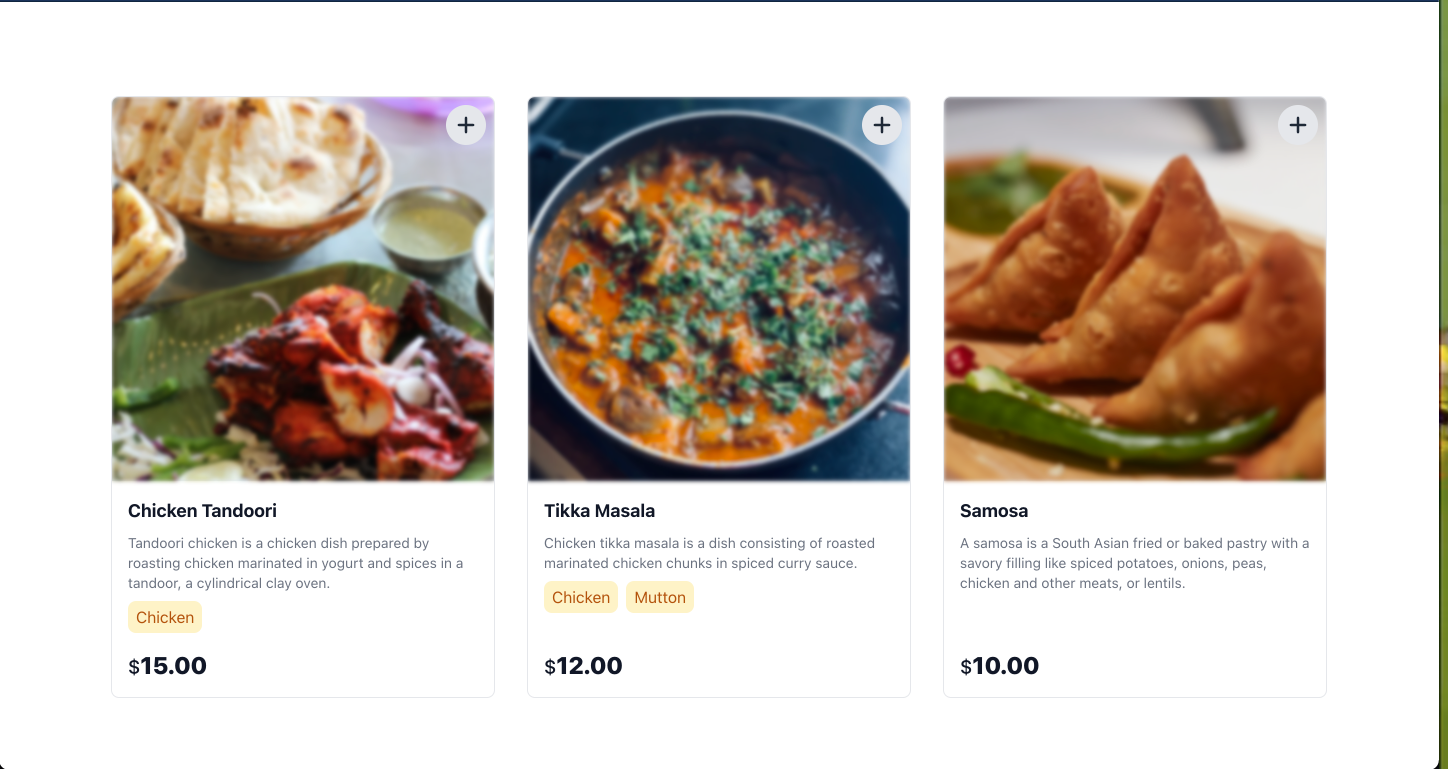 Chicken Tandoori
Tandoori chicken is a chicken dish prepared by
roasting chicken marinated in yogurt and spices in a
tandoor, a cylindrical clay oven.
Chicken
$15.00
Tikka Masala
Chicken tikka masala is a dish consisting of roasted
marinated chicken chunks in spiced curry sauce.
Chicken Mutton
$12.00
Samosa
A samosa is a South Asian fried or baked pastry with a
savory filling like spiced potatoes, onions, peas,
chicken and other meats, or lentils.
$10.00